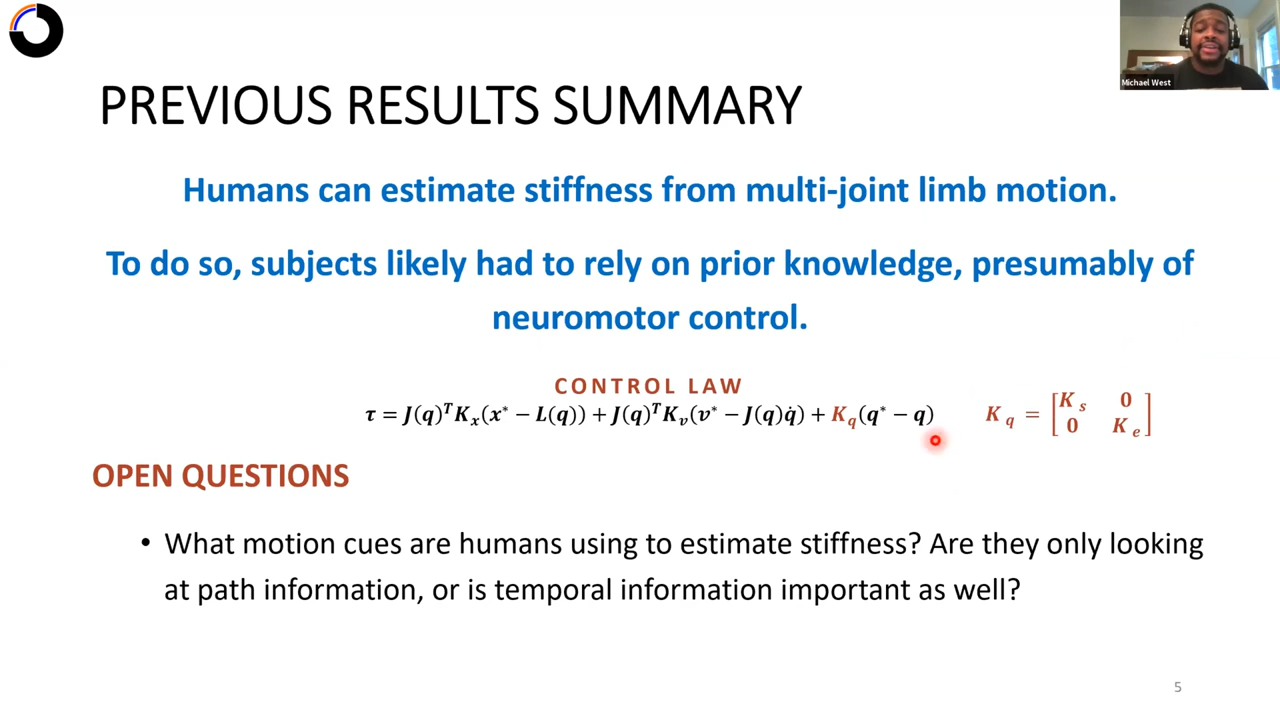 Michael West
PREVIOUS RESULTS SUMMARY
Humans can estimate stiffness from multi-joint limb motion.
To do so, subjects likely had to rely on prior knowledge, presumably of
neuromotor control.
CONTROL LAW
τ = J(q)ᵀKₓ(x* − L(q)) + J(q)ᵀKᵥ(v* − J(q)q̇) + K_q(q* − q)
K_q = [K_s 0
0 K_e]
OPEN QUESTIONS
• What motion cues are humans using to estimate stiffness? Are they only looking
at path information, or is temporal information important as well?
5